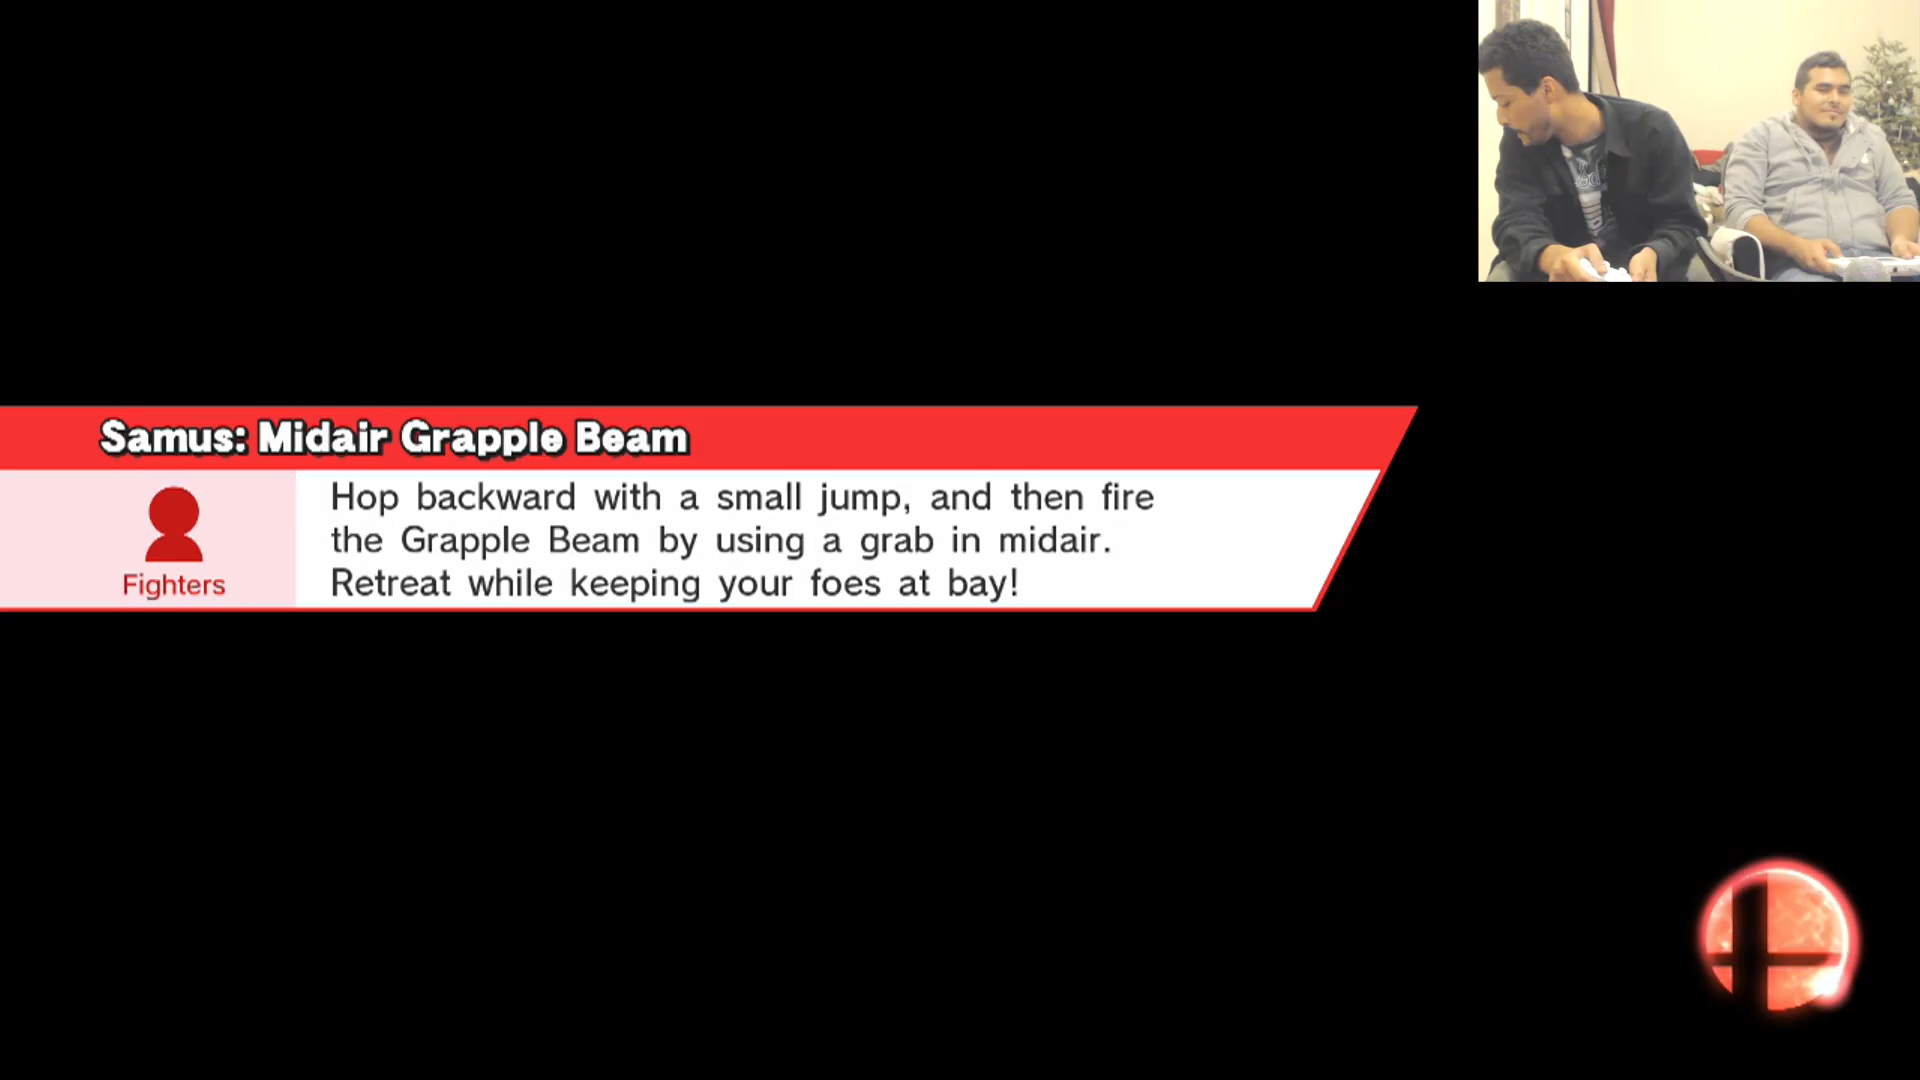 Samus: Midair Grapple Beam
Hop backward with a small jump, and then fire
the Grapple Beam by using a grab in midair.
Retreat while keeping your foes at bay!
Fighters